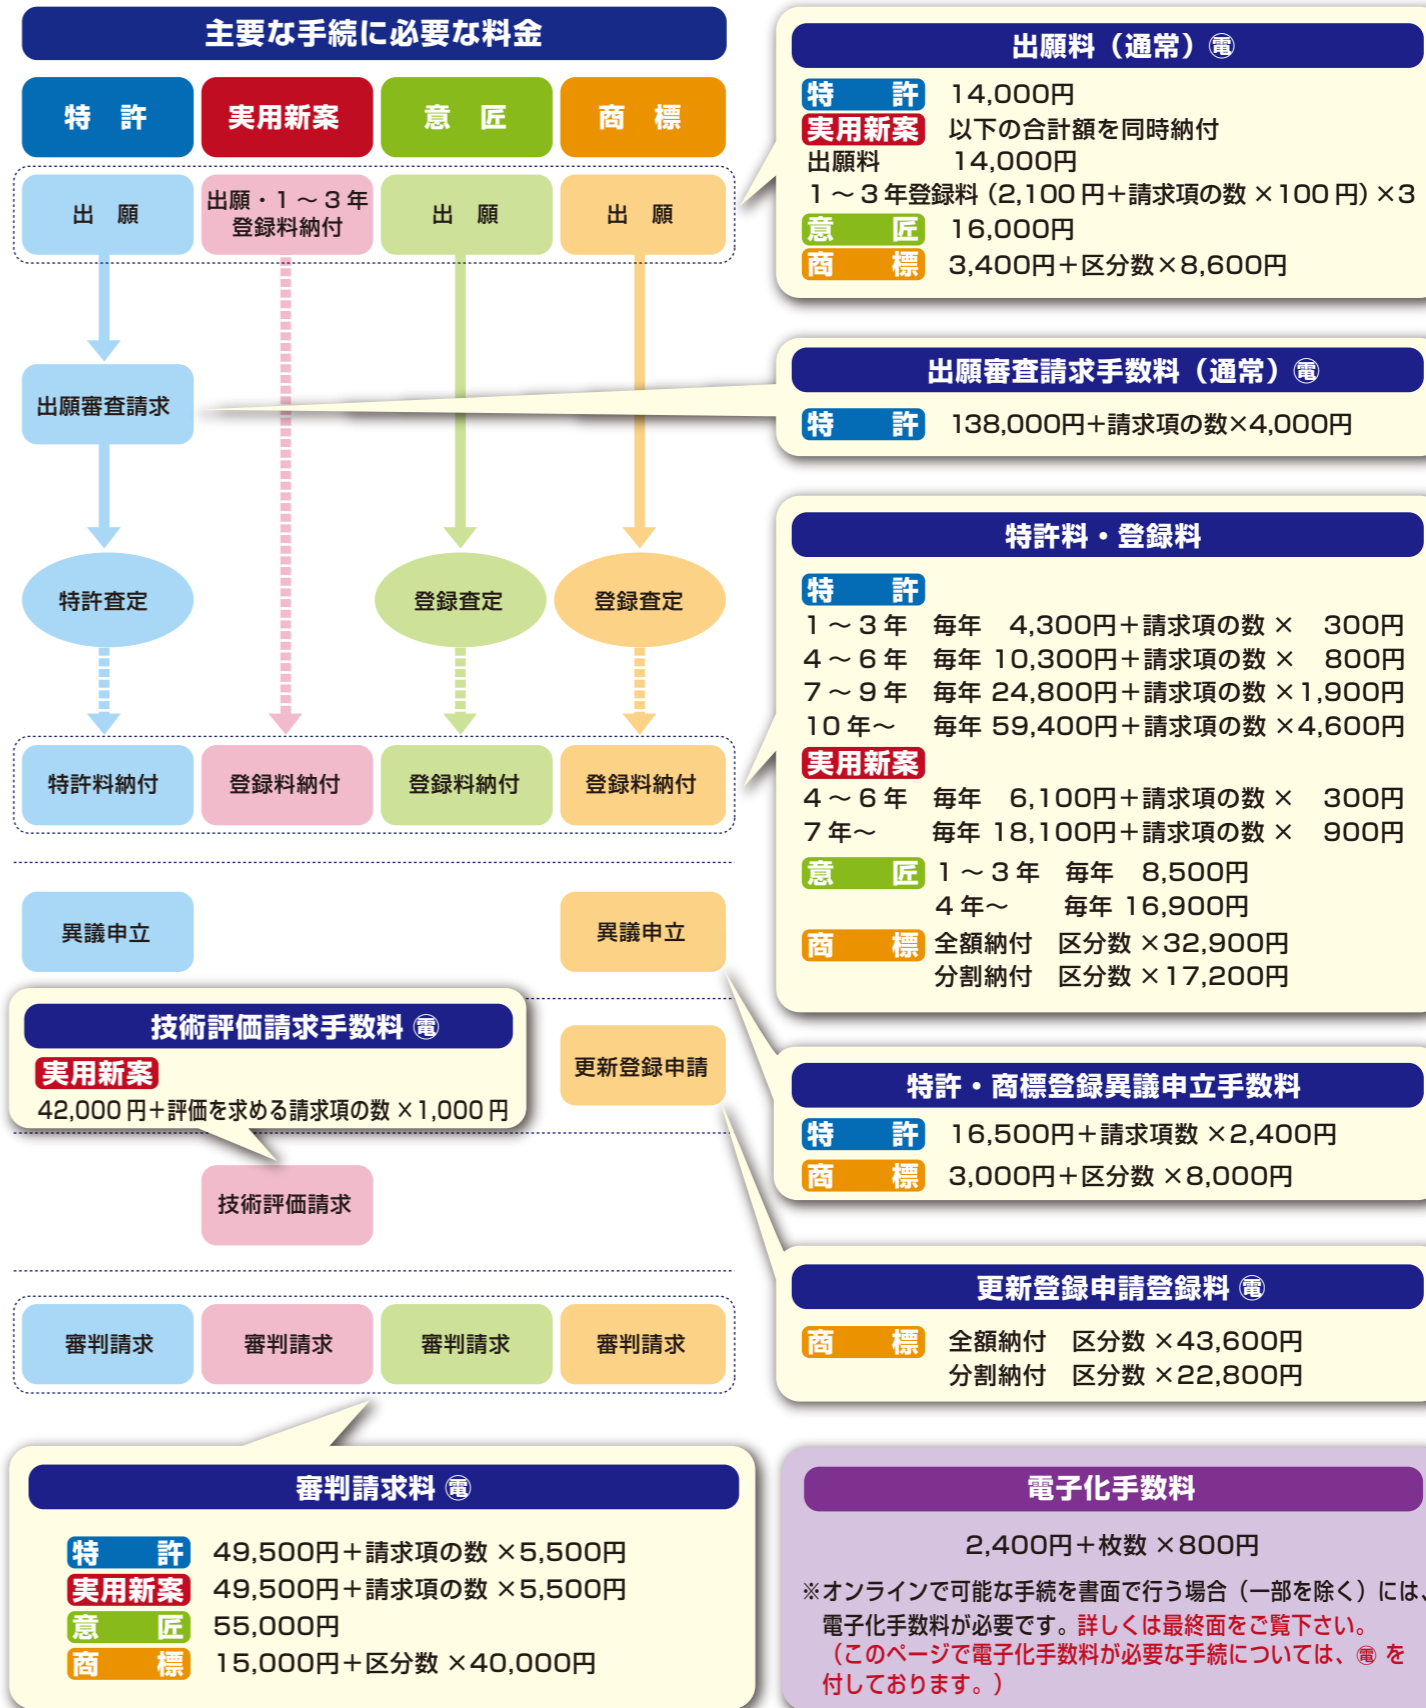 主要な手続に必要な料金
特 許
実用新案
意 匠
商 標
出 願
出願・1～3年
登録料納付
出 願
出 願
出願審査請求
特許査定
登録査定
登録査定
特許料納付
登録料納付
登録料納付
登録料納付
異議申立
異議申立
更新登録申請
技術評価請求手数料 ㊞電
実用新案
42,000円+評価を求める請求項の数×1,000円
技術評価請求
審判請求
審判請求
審判請求
審判請求
審判請求料 電
特 許 49,500円+請求項の数×5,500円
実用新案 49,500円+請求項の数×5,500円
意 匠 55,000円
商 標 15,000円+区分数×40,000円
出願料（通常）電
特 許 14,000円
実用新案 以下の合計額を同時納付
出願料 14,000円
1～3年登録料（2,100円+請求項の数×100円）×3
意 匠 16,000円
商 標 3,400円+区分数×8,600円
出願審査請求手数料（通常）電
特 許 138,000円+請求項の数×4,000円
特許料・登録料
特 許
1～3年 毎年 4,300円+請求項の数× 300円
4～6年 毎年 10,300円+請求項の数× 800円
7～9年 毎年 24,800円+請求項の数×1,900円
10年～ 毎年 59,400円+請求項の数×4,600円
実用新案
4～6年 毎年 6,100円+請求項の数× 300円
7年～ 毎年 18,100円+請求項の数× 900円
意 匠 1～3年 毎年 8,500円
4年～ 毎年 16,900円
商 標 全額納付 区分数×32,900円
分割納付 区分数×17,200円
特許・商標登録異議申立手数料
特 許 16,500円+請求項数×2,400円
商 標 3,000円+区分数×8,000円
更新登録申請登録料 電
商 標 全額納付 区分数×43,600円
分割納付 区分数×22,800円
電子化手数料
2,400円+枚数×800円
※オンラインで可能な手続を書面で行う場合（一部を除く）には、
電子化手数料が必要です。詳しくは最終面をご覧下さい。
（このページで電子化手数料が必要な手続については、電 を
付しております。）